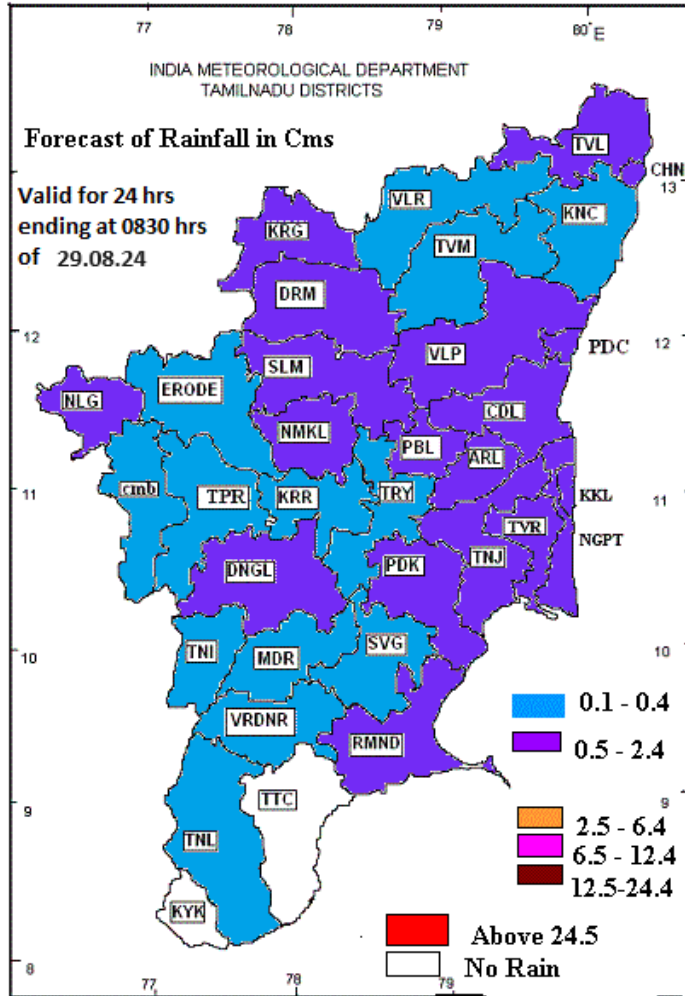 77 78 79 80°E
INDIA METEOROLOGICAL DEPARTMENT
TAMILNADU DISTRICTS
Forecast of Rainfall in Cms
TVL
CHN
13
Valid for 24 hrs
ending at 0830 hrs
of 29.08.24
VLR
KNC
KRG
TVM
DRM
12
12
PDC
VLP
SLM
ERODE
NLG
CDL
NMKL
PBL
ARL
11
cmb
TPR
KRR
TRY
KKL
11
TVR
NGPT
DNGL
PDK
TNJ
10
TNI
MDR
SVG
10
VRDNR
RMND
0.1 - 0.4
0.5 - 2.4
9
TTC
9
TNL
2.5 - 6.4
6.5 - 12.4
12.5-24.4
KYK
Above 24.5
8
No Rain
77 78 79